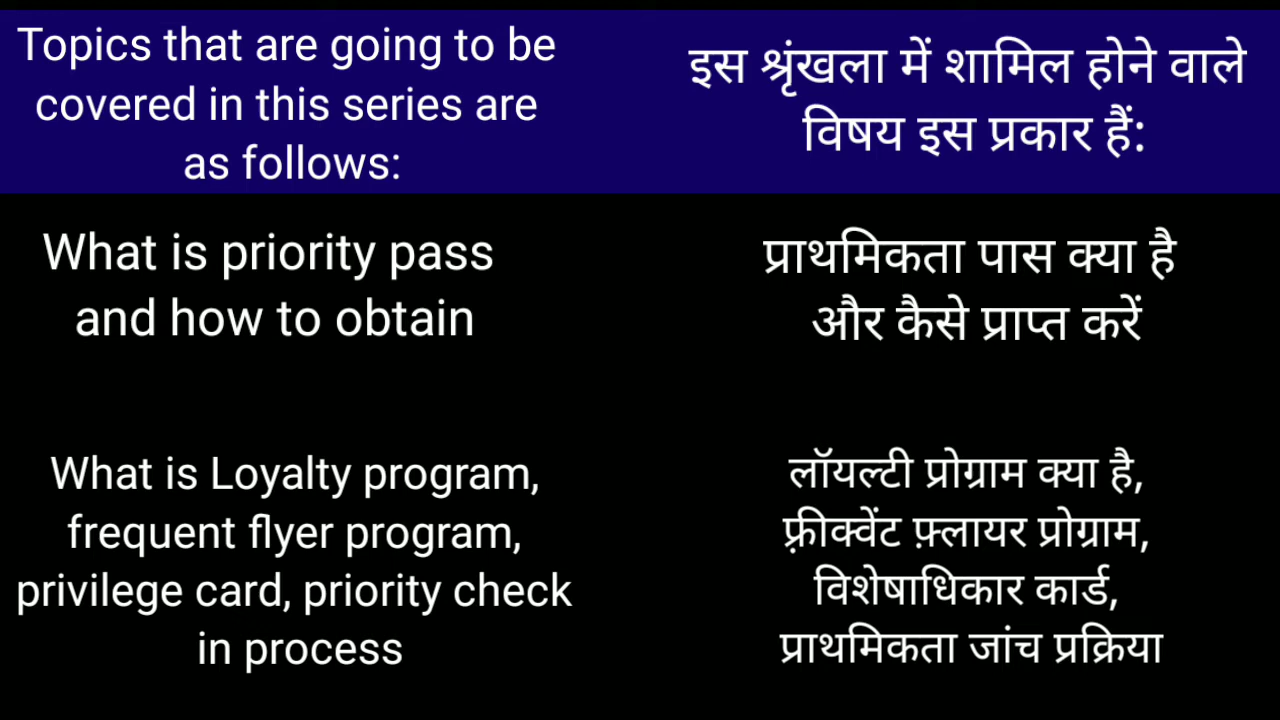 Topics that are going to be
covered in this series are
as follows:
इस श्रृंखला में शामिल होने वाले
विषय इस प्रकार हैं:
What is priority pass
and how to obtain
प्राथमिकता पास क्या है
और कैसे प्राप्त करें
What is Loyalty program,
frequent flyer program,
privilege card, priority check
in process
लॉयल्टी प्रोग्राम क्या है,
फ़्रीक्वेंट फ़्लायर प्रोग्राम,
विशेषाधिकार कार्ड,
प्राथमिकता जांच प्रक्रिया